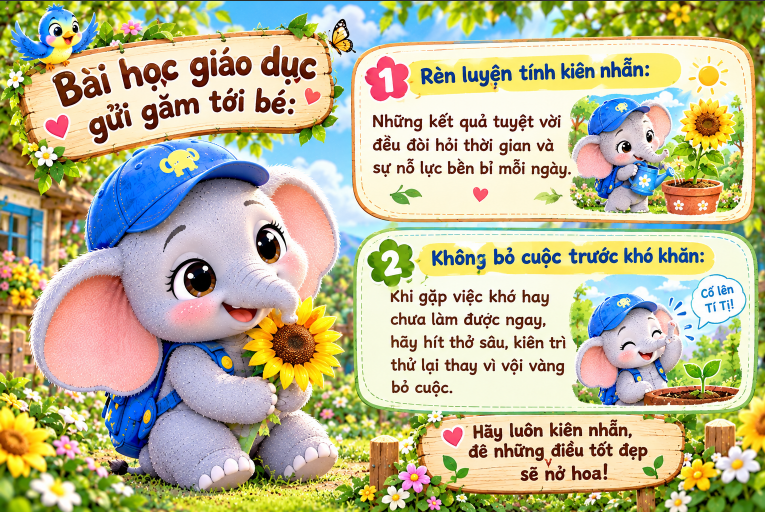 Bài học giáo dục
gửi gắm tới bé:
1 Rèn luyện tính kiên nhẫn:
Những kết quả tuyệt vời
đều đòi hỏi thời gian và
sự nỗ lực bền bỉ mỗi ngày.
2 Không bỏ cuộc trước khó khăn:
Khi gặp việc khó hay
chưa làm được ngay,
hãy hít thở sâu, kiên trì
thử lại thay vì vội vàng
bỏ cuộc.
Cố lên
Tí Tị!
Hãy luôn kiên nhẫn,
đê những điều tốt đẹp
sẽ nở hoa!